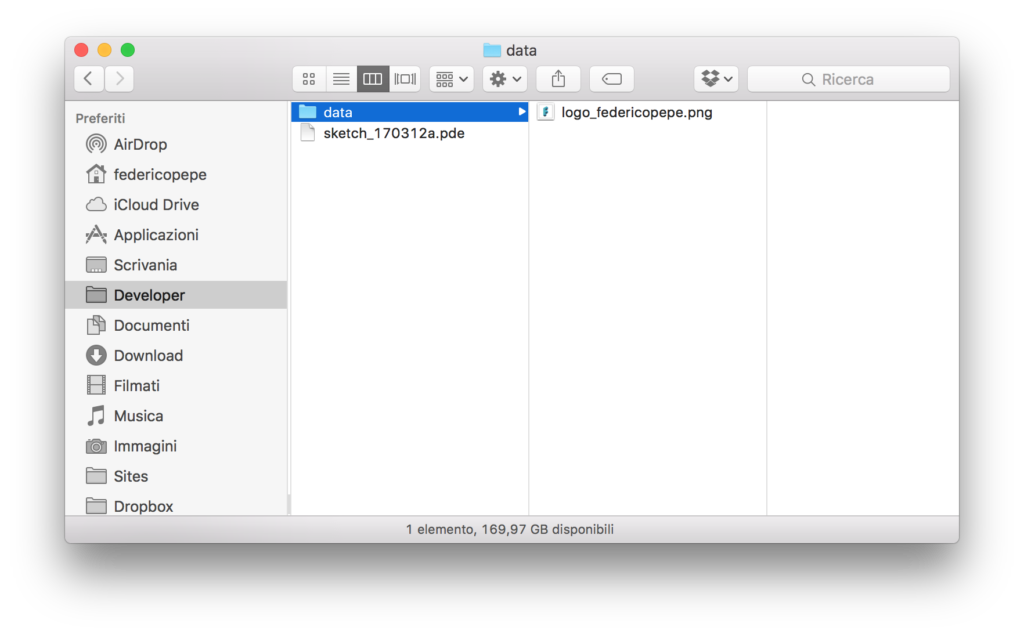 data
Ricerca
Preferiti
AirDrop
federicopepe
iCloud Drive
Applicazioni
Scrivania
Developer
Documenti
Download
Filmati
Musica
Immagini
Sites
Dropbox
data
sketch_170312a.pde
logo_federicopepe.png
1 elemento, 169,97 GB disponibili